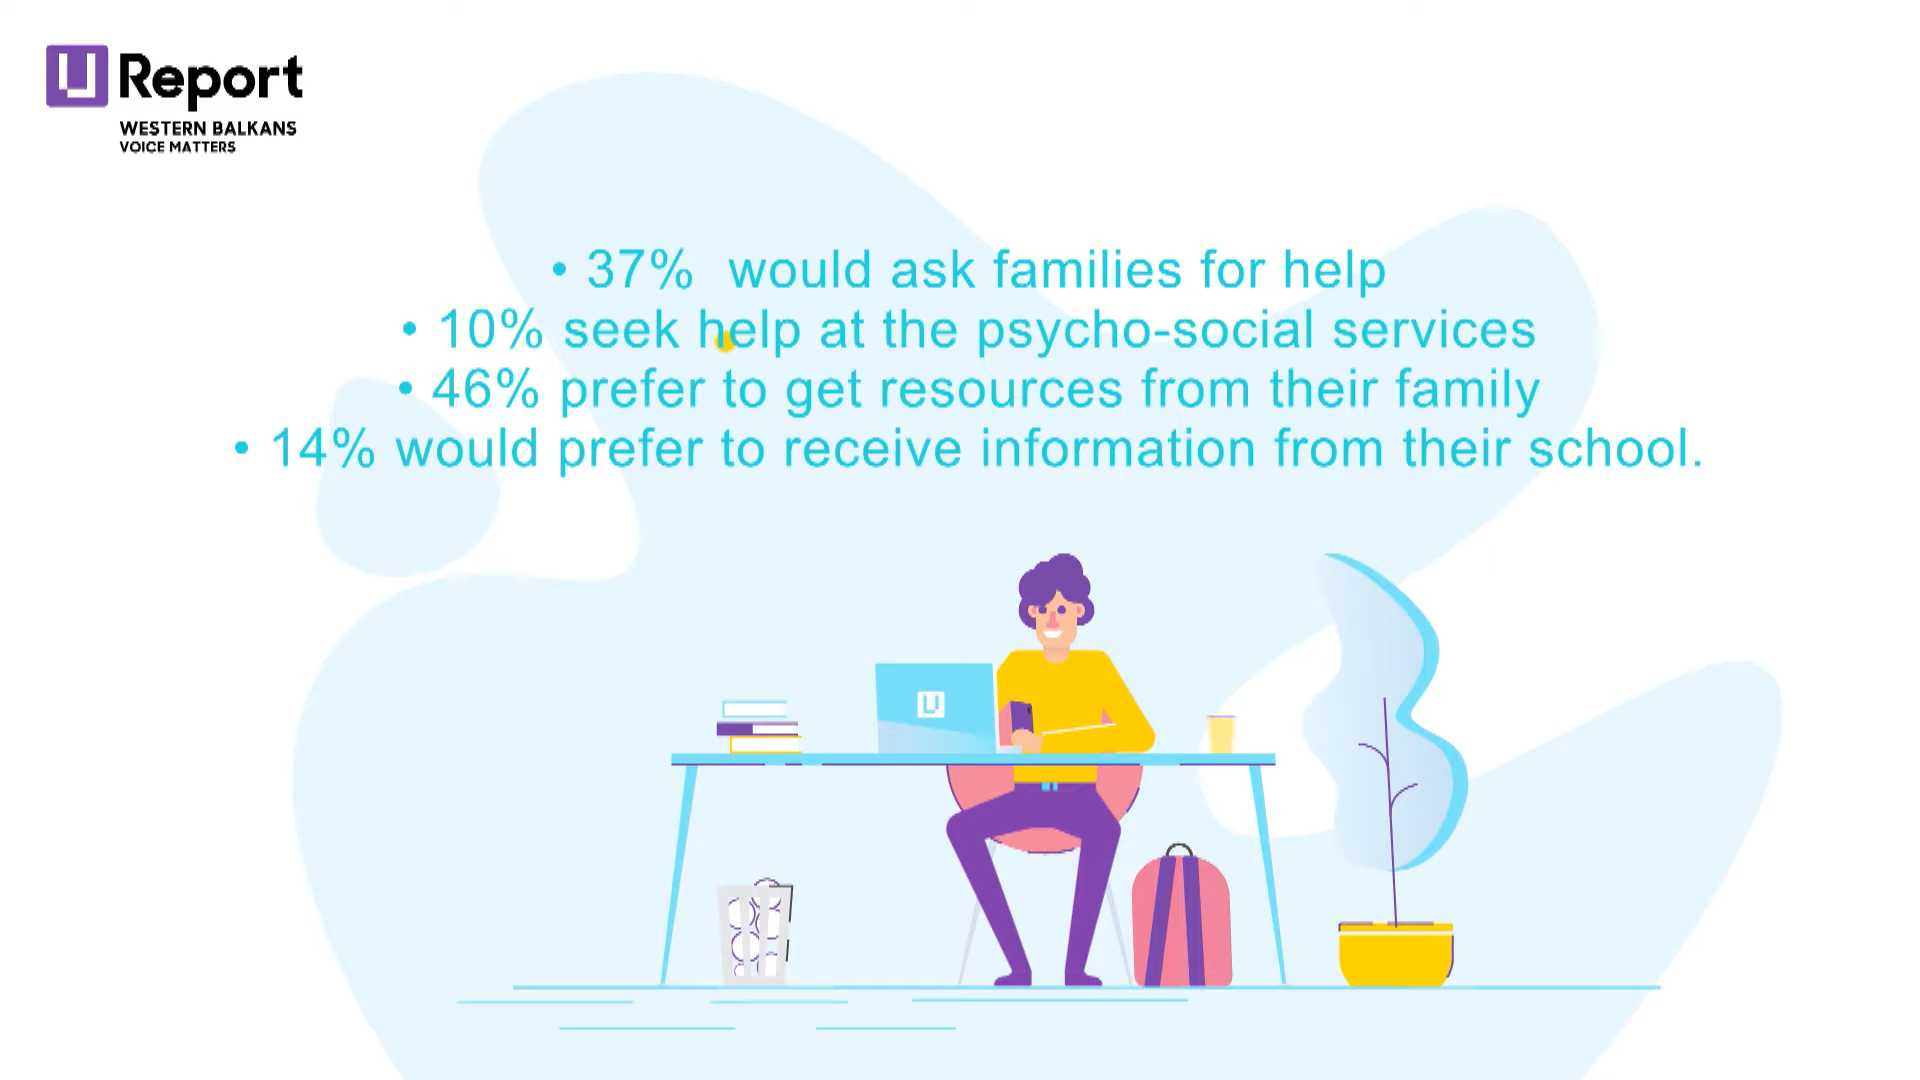 U Report
WESTERN BALKANS
VOICE MATTERS
• 37% would ask families for help
• 10% seek help at the psycho-social services
• 46% prefer to get resources from their family
• 14% would prefer to receive information from their school.
U